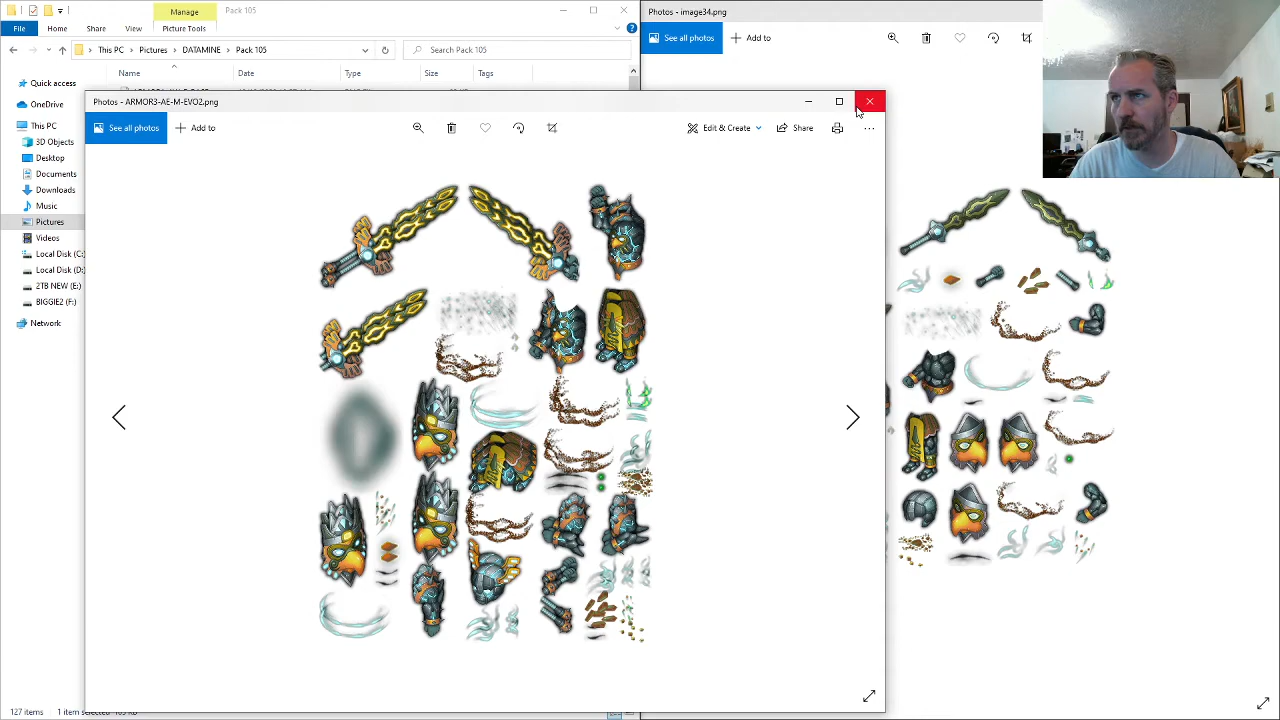 Manage
Pack 105
Photos - image34.png
File
Home
Share
View
Picture Tools
See all photos
Add to
This PC
Pictures
DATAMINE
Pack 105
Search Pack 105
Name
Date
Type
Size
Tags
Quick access
OneDrive
This PC
3D Objects
Desktop
Documents
Downloads
Music
Pictures
Videos
Local Disk (C:
Local Disk (D:
2TB NEW (E:)
BIGGIE2 (F:)
Network
Photos - ARMOR3-AE-M-EVO2.png
See all photos
Add to
Edit & Create
Share
127 items
1 item selected